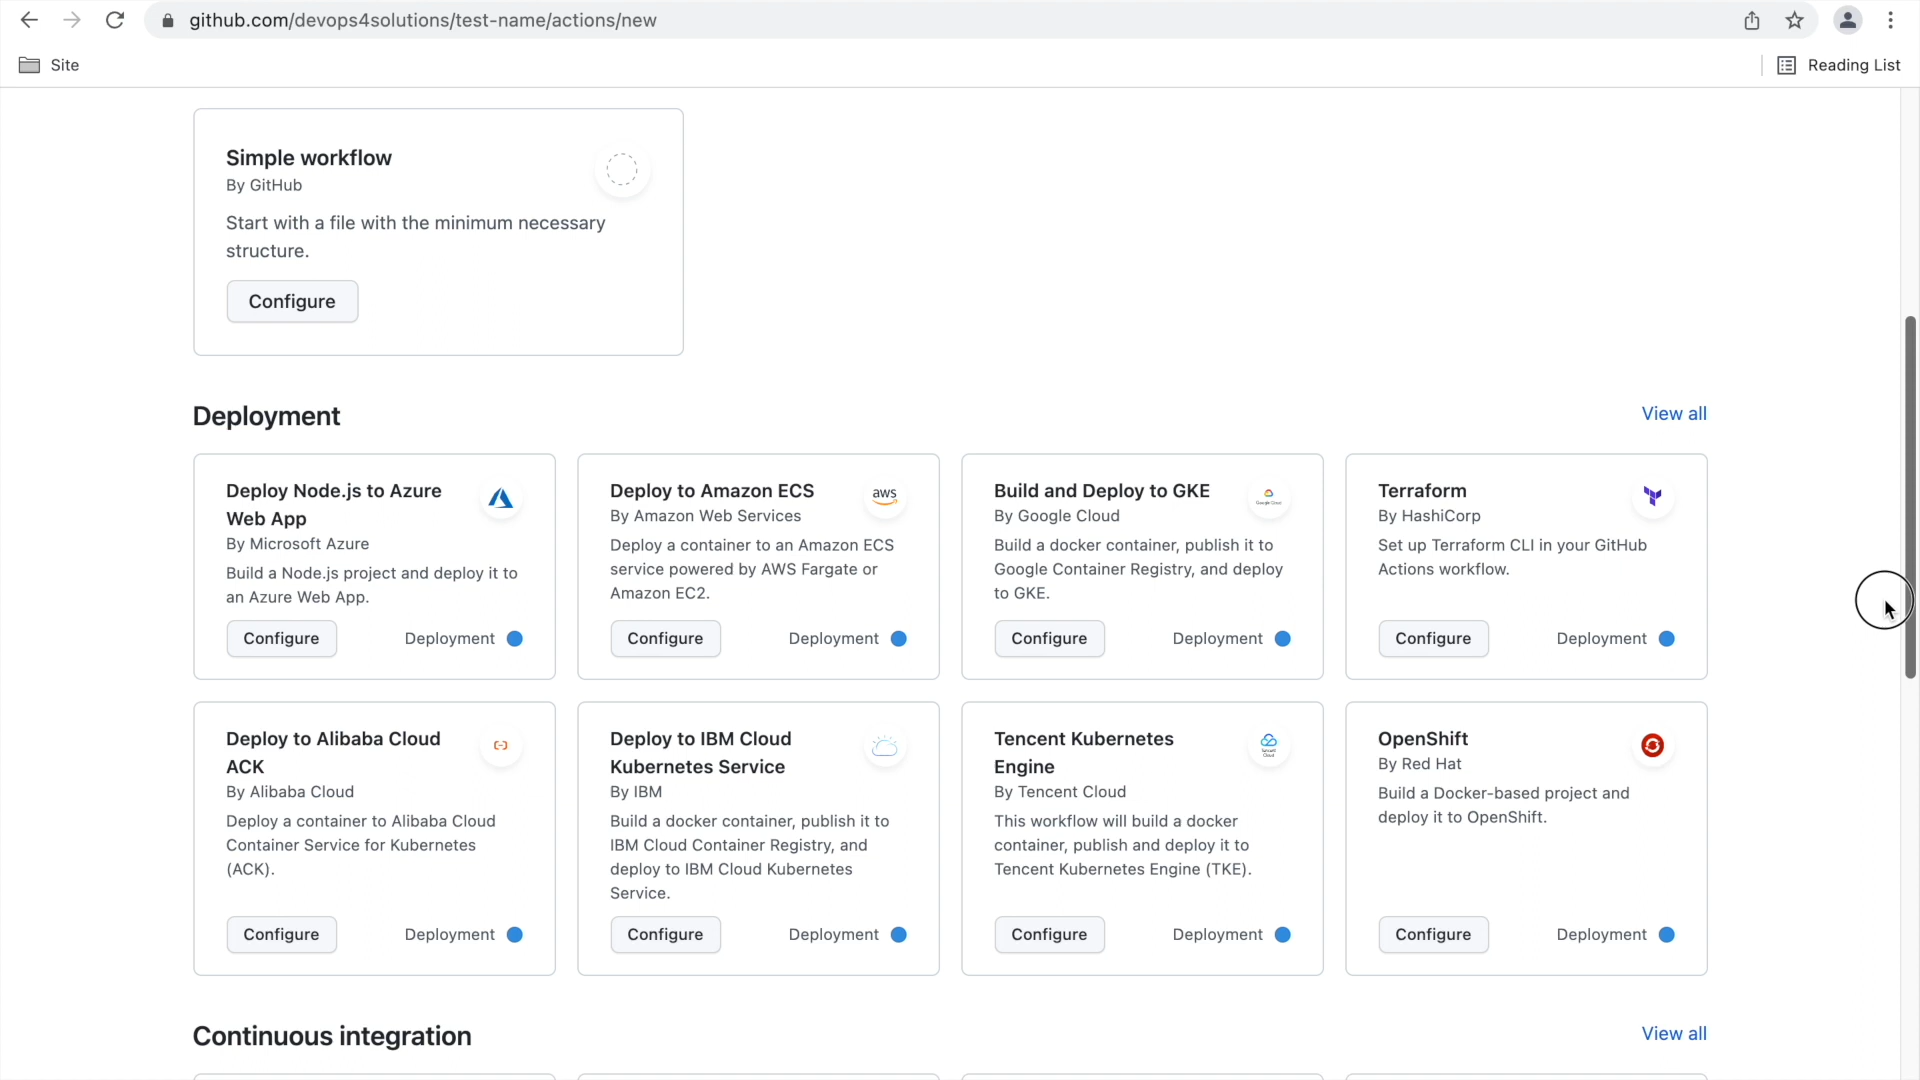 github.com/devops4solutions/test-name/actions/new
Site
Reading List
Simple workflow
By GitHub
Start with a file with the minimum necessary
structure.
Configure
Deployment
View all
Deploy Node.js to Azure
Web App
By Microsoft Azure
Build a Node.js project and deploy it to
an Azure Web App.
Configure
Deployment
Deploy to Amazon ECS
aws
By Amazon Web Services
Deploy a container to an Amazon ECS
service powered by AWS Fargate or
Amazon EC2.
Configure
Deployment
Build and Deploy to GKE
Google Cloud
By Google Cloud
Build a docker container, publish it to
Google Container Registry, and deploy
to GKE.
Configure
Deployment
Terraform
By HashiCorp
Set up Terraform CLI in your GitHub
Actions workflow.
Configure
Deployment
Deploy to Alibaba Cloud
ACK
By Alibaba Cloud
Deploy a container to Alibaba Cloud
Container Service for Kubernetes
(ACK).
Configure
Deployment
Deploy to IBM Cloud
Kubernetes Service
By IBM
Build a docker container, publish it to
IBM Cloud Container Registry, and
deploy to IBM Cloud Kubernetes
Service.
Configure
Deployment
Tencent Kubernetes
Engine
Tencent
Cloud
By Tencent Cloud
This workflow will build a docker
container, publish and deploy it to
Tencent Kubernetes Engine (TKE).
Configure
Deployment
OpenShift
By Red Hat
Build a Docker-based project and
deploy it to OpenShift.
Configure
Deployment
Continuous integration
View all